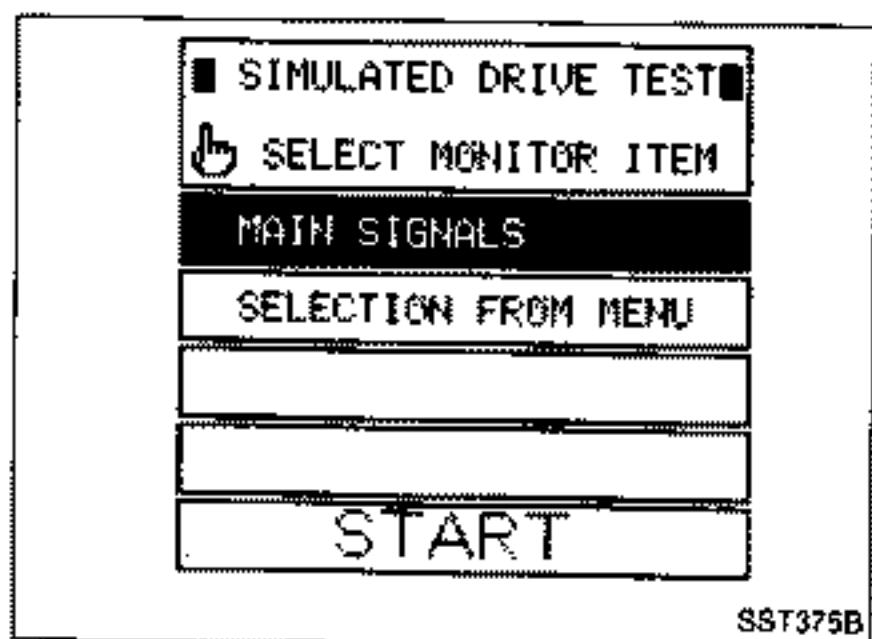 SIMULATED DRIVE TEST
SELECT MONITOR ITEM
MAIN SIGNALS
SELECTION FROM MENU
START
SST375B